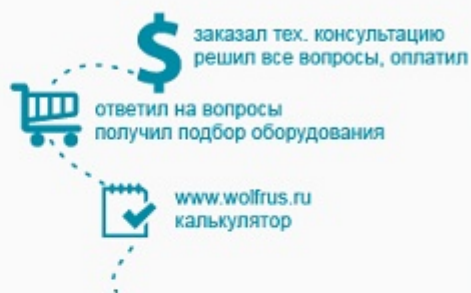 заказал тех. консультацию
решил все вопросы, оплатил
ответил на вопросы
получил подбор оборудования
www.wolfrus.ru
калькулятор